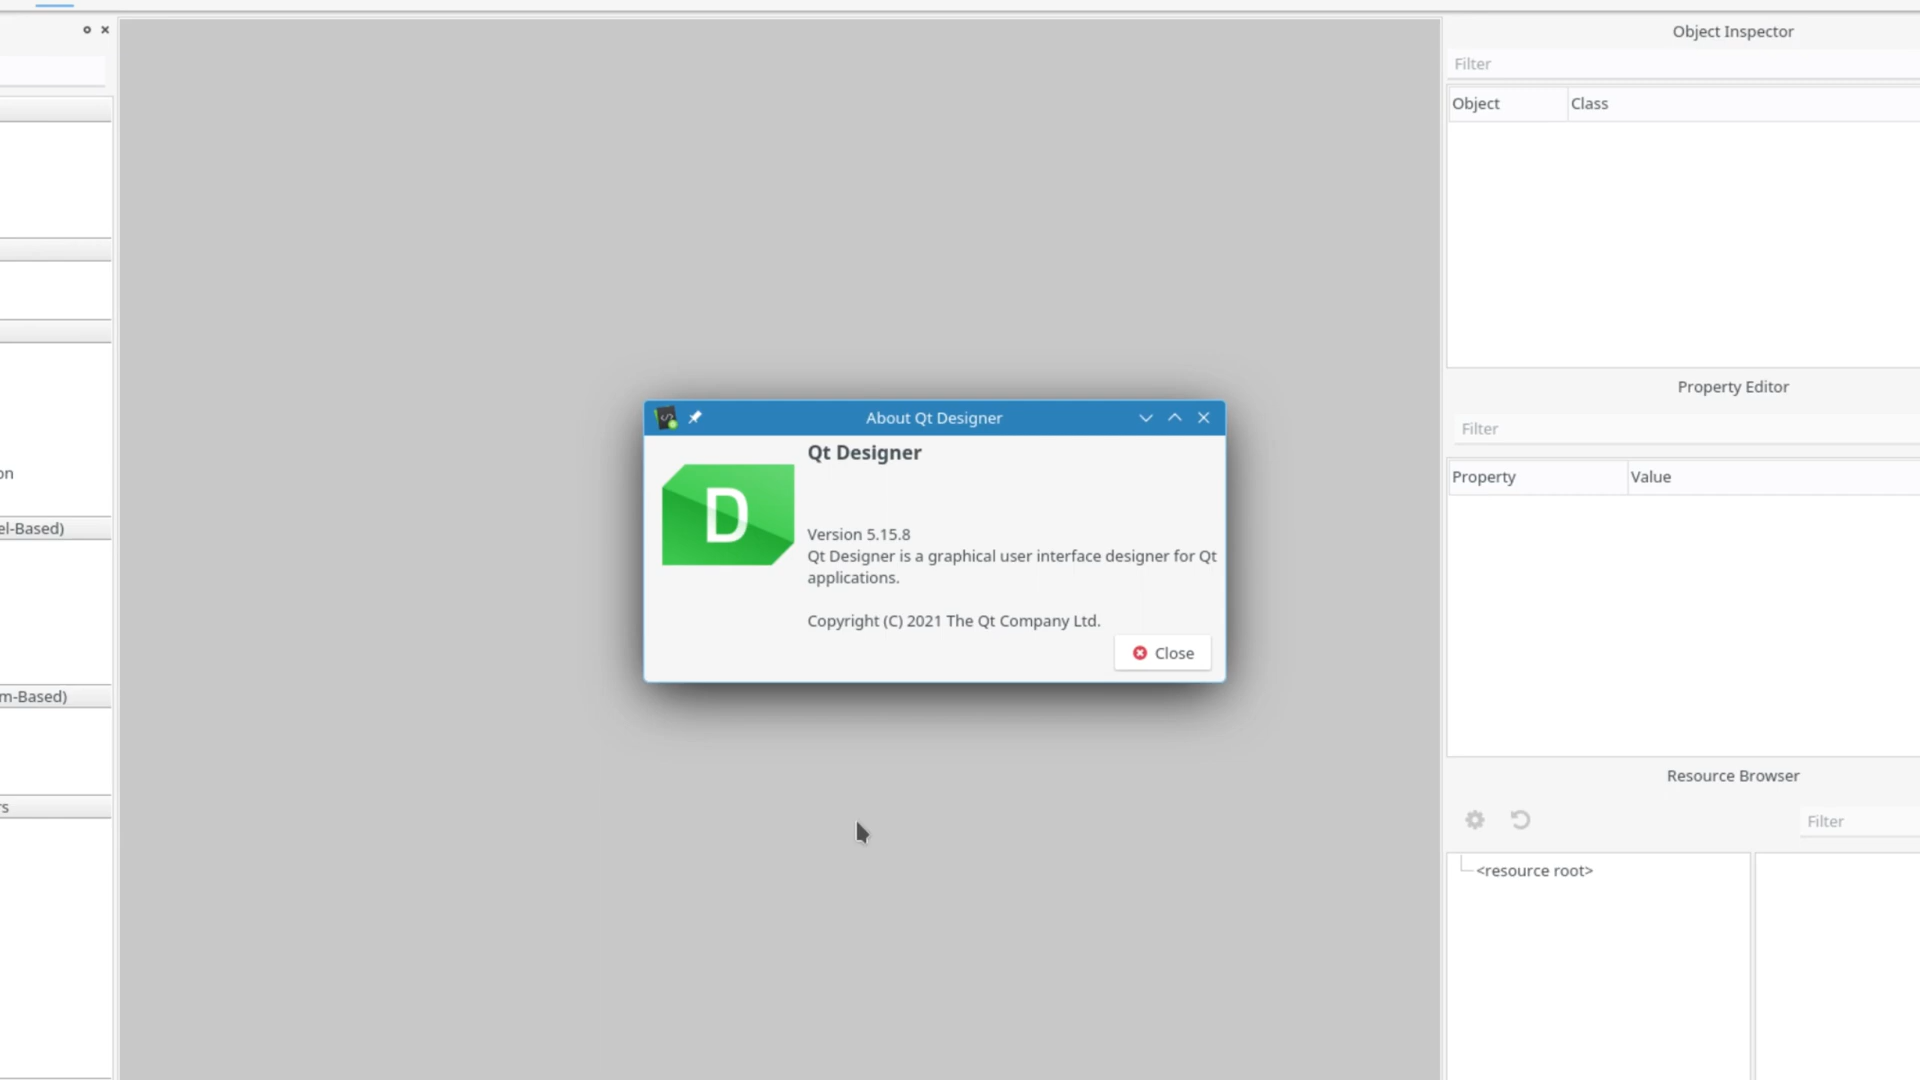 on
el-Based)
m-Based)
rs
About Qt Designer
D
Qt Designer
Version 5.15.8
Qt Designer is a graphical user interface designer for Qt
applications.
Copyright (C) 2021 The Qt Company Ltd.
Close
Object Inspector
Filter
Object Class
Property Editor
Filter
Property Value
Resource Browser
Filter
<resource root>